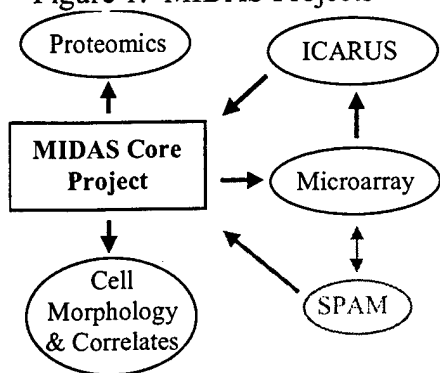 Figure 1. MIDAS Projects
Proteomics
ICARUS
MIDAS Core
Project
Microarray
Cell
Morphology
& Correlates
SPAM